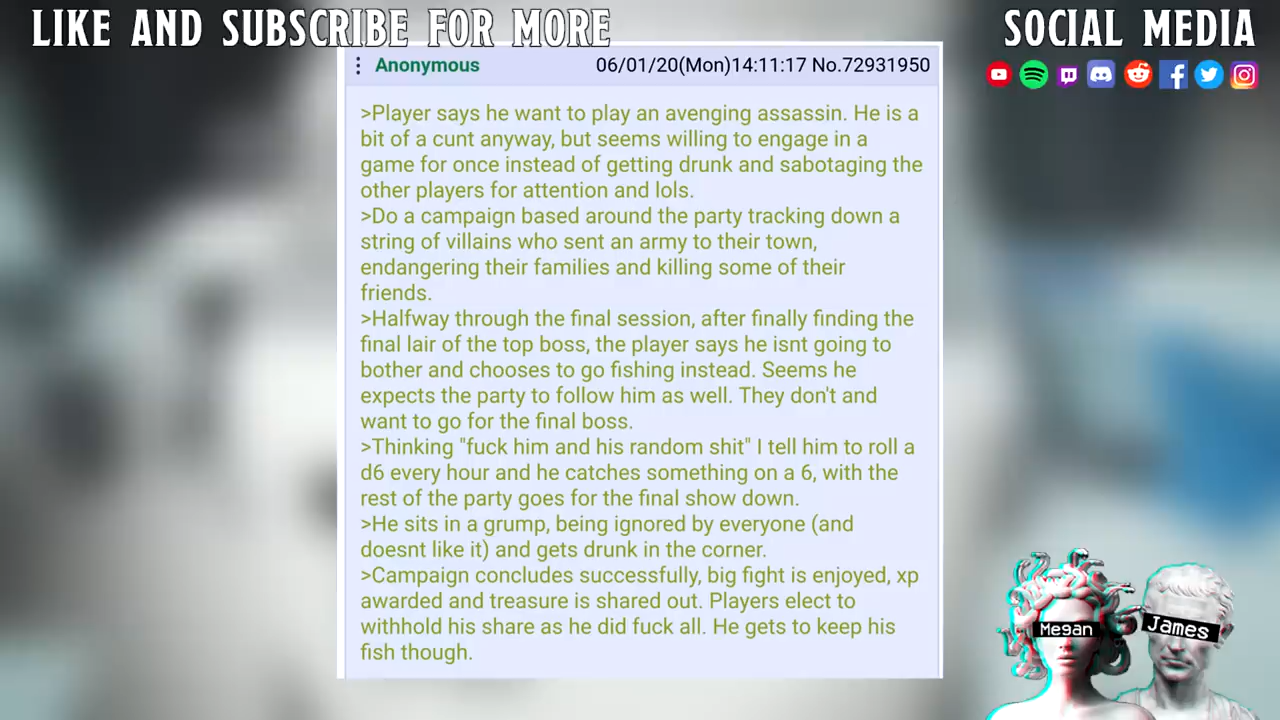 LIKE AND SUBSCRIBE FOR MORE
SOCIAL MEDIA
Anonymous 06/01/20(Mon)14:11:17 No.72931950
>Player says he want to play an avenging assassin. He is a
bit of a cunt anyway, but seems willing to engage in a
game for once instead of getting drunk and sabotaging the
other players for attention and lols.
>Do a campaign based around the party tracking down a
string of villains who sent an army to their town,
endangering their families and killing some of their
friends.
>Halfway through the final session, after finally finding the
final lair of the top boss, the player says he isnt going to
bother and chooses to go fishing instead. Seems he
expects the party to follow him as well. They don't and
want to go for the final boss.
>Thinking "fuck him and his random shit" I tell him to roll a
d6 every hour and he catches something on a 6, with the
rest of the party goes for the final show down.
>He sits in a grump, being ignored by everyone (and
doesnt like it) and gets drunk in the corner.
>Campaign concludes successfully, big fight is enjoyed, xp
awarded and treasure is shared out. Players elect to
withhold his share as he did fuck all. He gets to keep his
fish though.
Megan
James